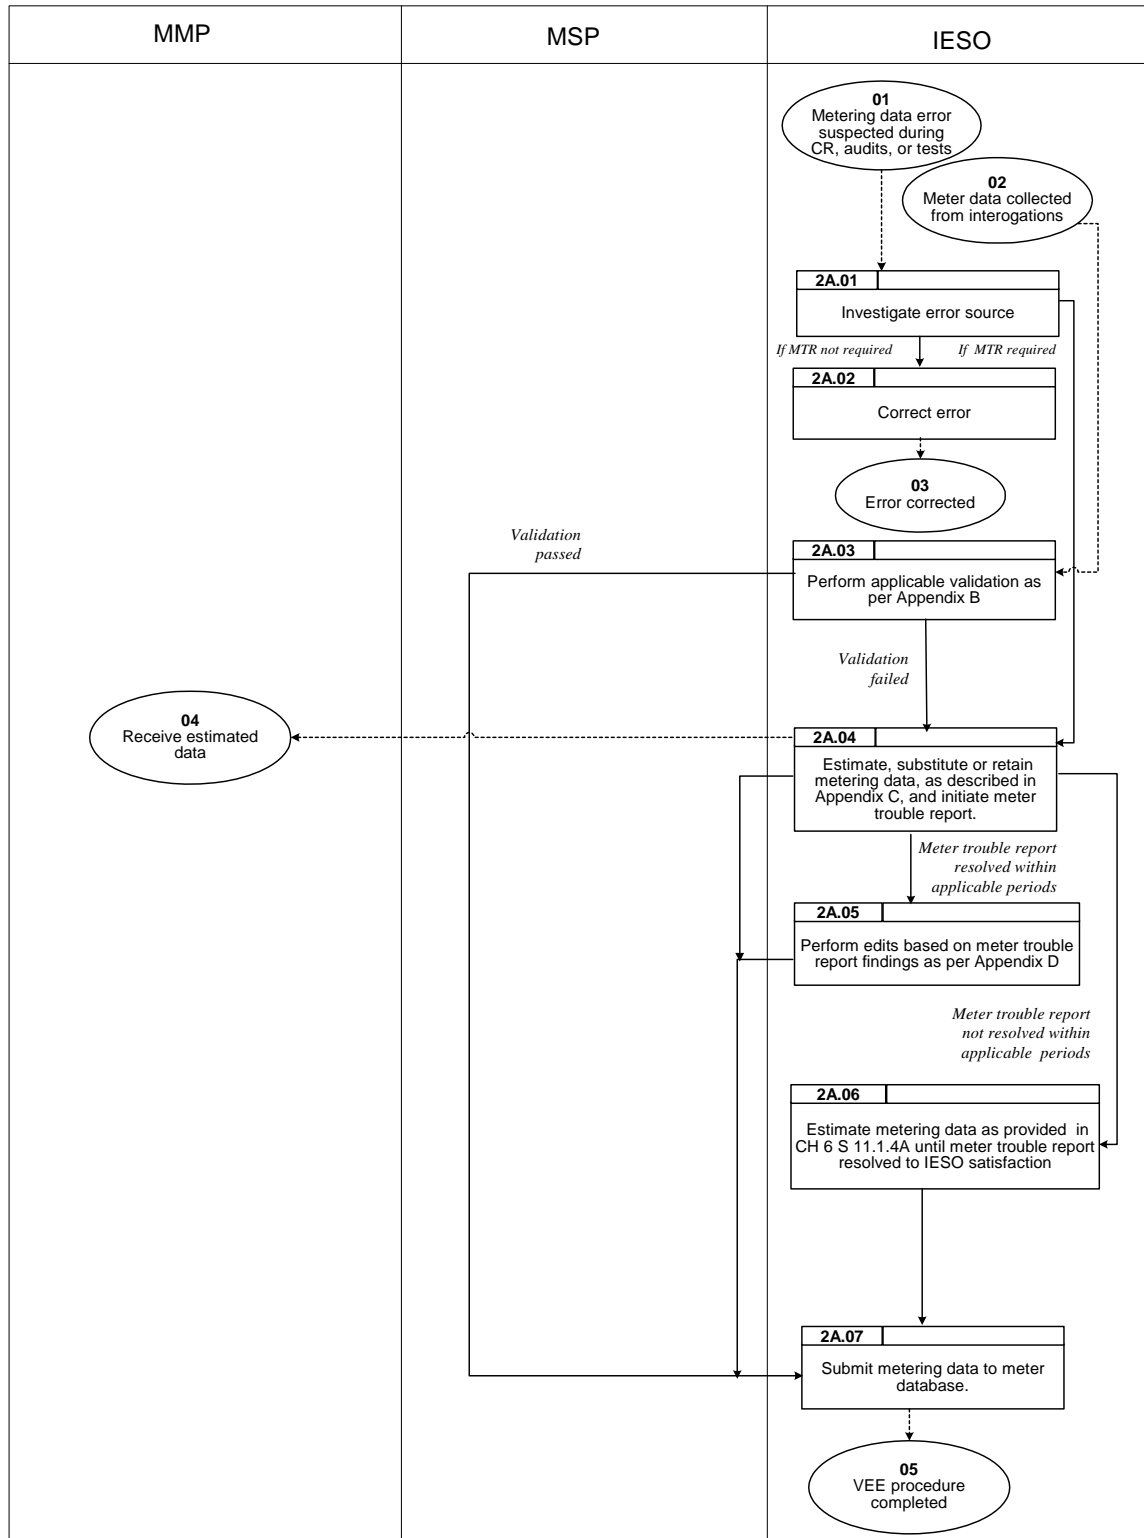 MMP
MSP
IESO
01
Metering data error
suspected during
CR, audits, or tests
02
Meter data collected
from interogations
2A.01
Investigate error source
If MTR not required
If MTR required
2A.02
Correct error
03
Error corrected
Validation
passed
2A.03
Perform applicable validation as
per Appendix B
Validation
failed
04
Receive estimated
data
2A.04
Estimate, substitute or retain
metering data, as described in
Appendix C, and initiate meter
trouble report.
Meter trouble report
resolved within
applicable periods
2A.05
Perform edits based on meter trouble
report findings as per Appendix D
Meter trouble report
not resolved within
applicable periods
2A.06
Estimate metering data as provided in
CH 6 S 11.1.4A until meter trouble report
resolved to IESO satisfaction
2A.07
Submit metering data to meter
database.
05
VEE procedure
completed